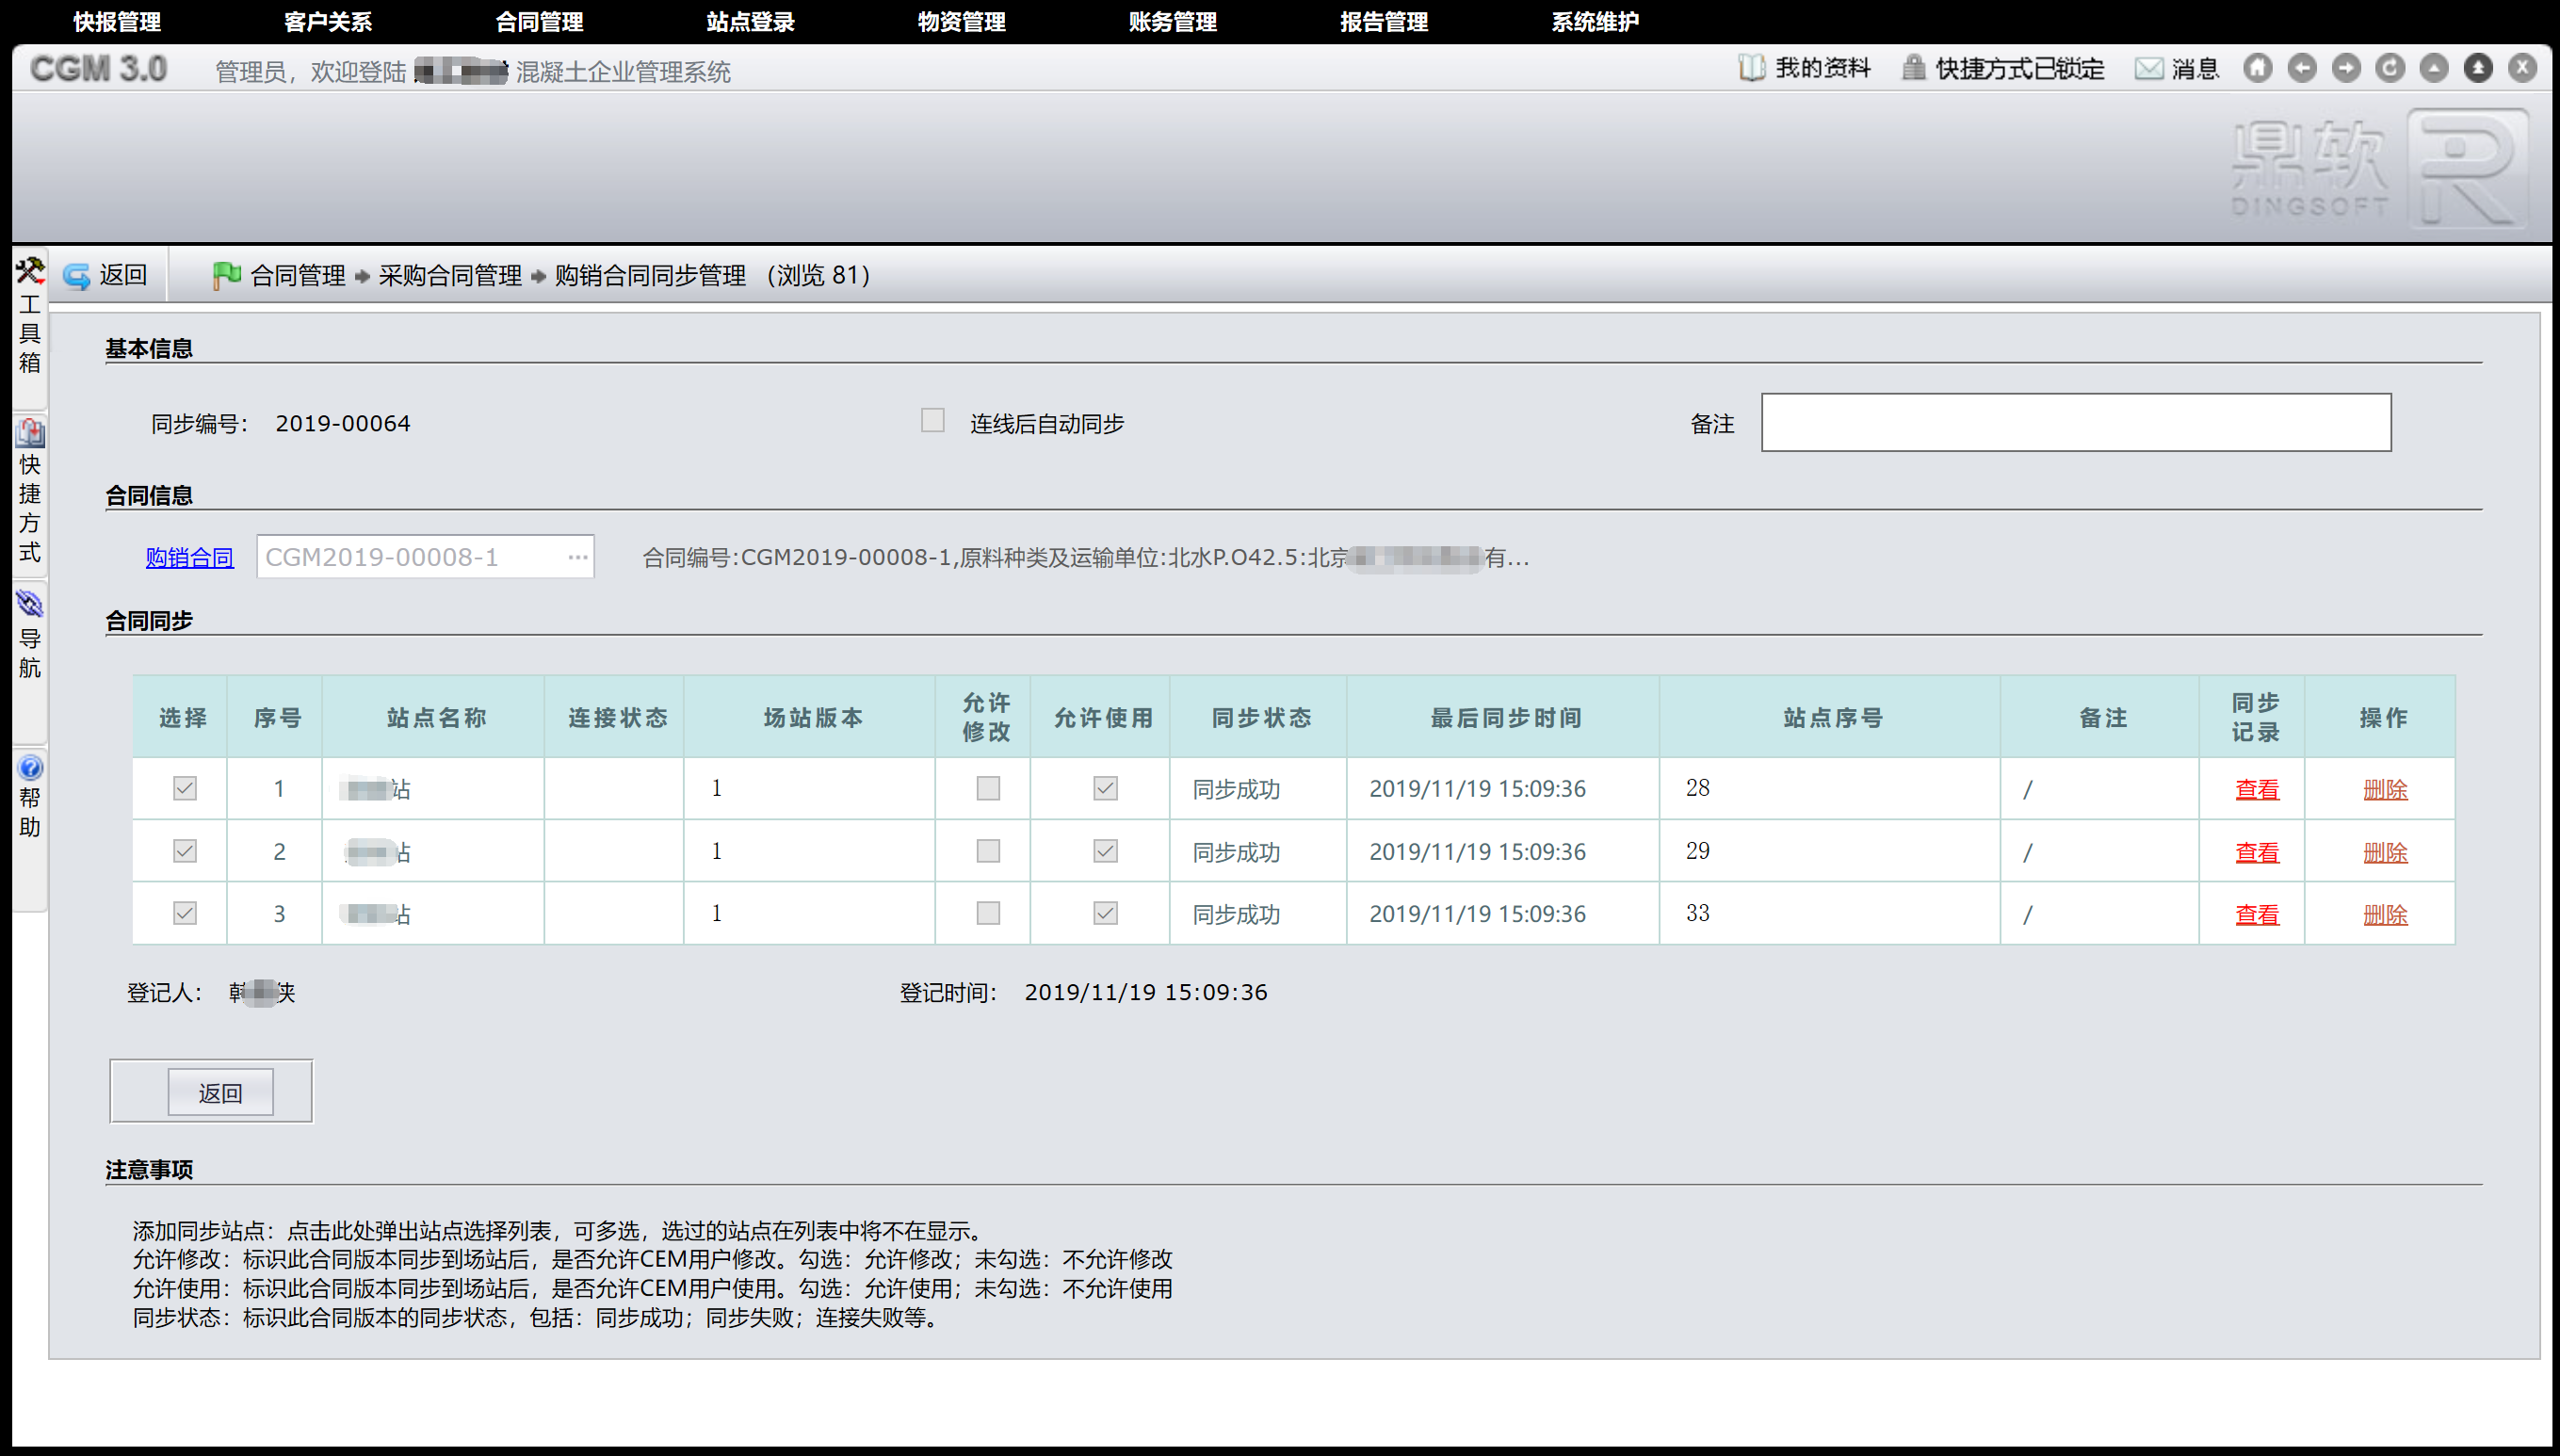 快报管理 客户关系 合同管理 站点登录 物资管理 账务管理 报告管理 系统维护
CGM 3.0 管理员，欢迎登陆 混凝土企业管理系统 我的资料 快捷方式已锁定 消息
鼎软
DINGSOFT
工具箱
快捷方式
导航
帮助
返回 合同管理 采购合同管理 购销合同同步管理 （浏览 81）
基本信息
同步编号： 2019-00064 连线后自动同步 备注
合同信息
购销合同 CGM2019-00008-1 ... 合同编号:CGM2019-00008-1,原料种类及运输单位:北水P.O42.5:北京 有...
合同同步
选择 序号 站点名称 连接状态 场站版本 允许修改 允许使用 同步状态 最后同步时间 站点序号 备注 同步记录 操作
1 站 1 同步成功 2019/11/19 15:09:36 28 / 查看 删除
2 站 1 同步成功 2019/11/19 15:09:36 29 / 查看 删除
3 站 1 同步成功 2019/11/19 15:09:36 33 / 查看 删除
登记人： 韩 侠 登记时间： 2019/11/19 15:09:36
返回
注意事项
添加同步站点：点击此处弹出站点选择列表，可多选，选过的站点在列表中将不在显示。
允许修改：标识此合同版本同步到场站后，是否允许CEM用户修改。勾选：允许修改；未勾选：不允许修改
允许使用：标识此合同版本同步到场站后，是否允许CEM用户使用。勾选：允许使用；未勾选：不允许使用
同步状态：标识此合同版本的同步状态，包括：同步成功；同步失败；连接失败等。